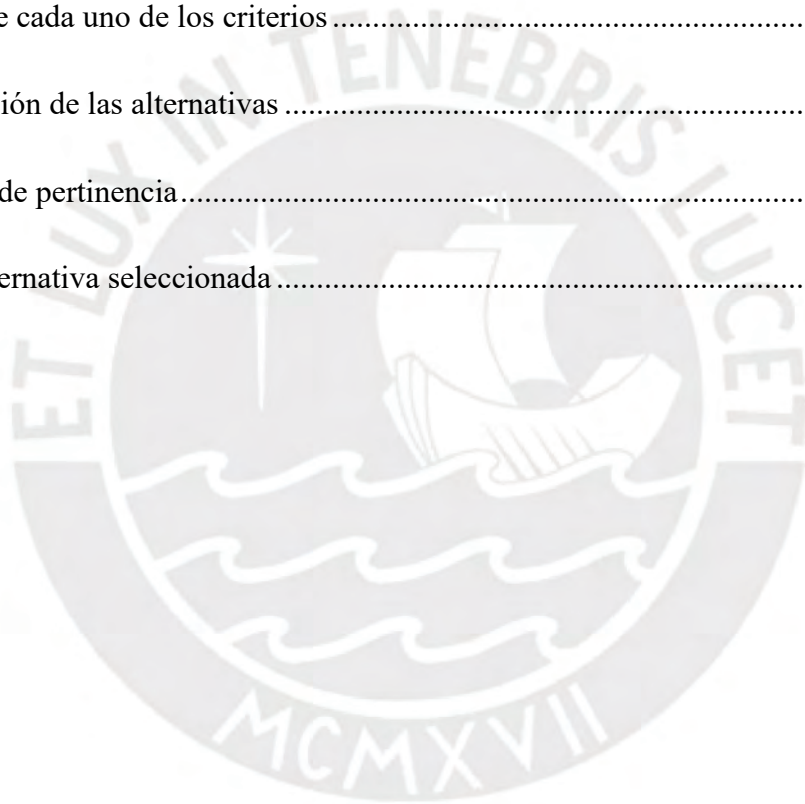 e cada uno de los criterios.......................................................................
ión de las alternativas..............................................................................
de pertinencia............................................................................................
ernativa seleccionada...............................................................................
ET LUX IN TENEBRIS LUCET
MCMXVII